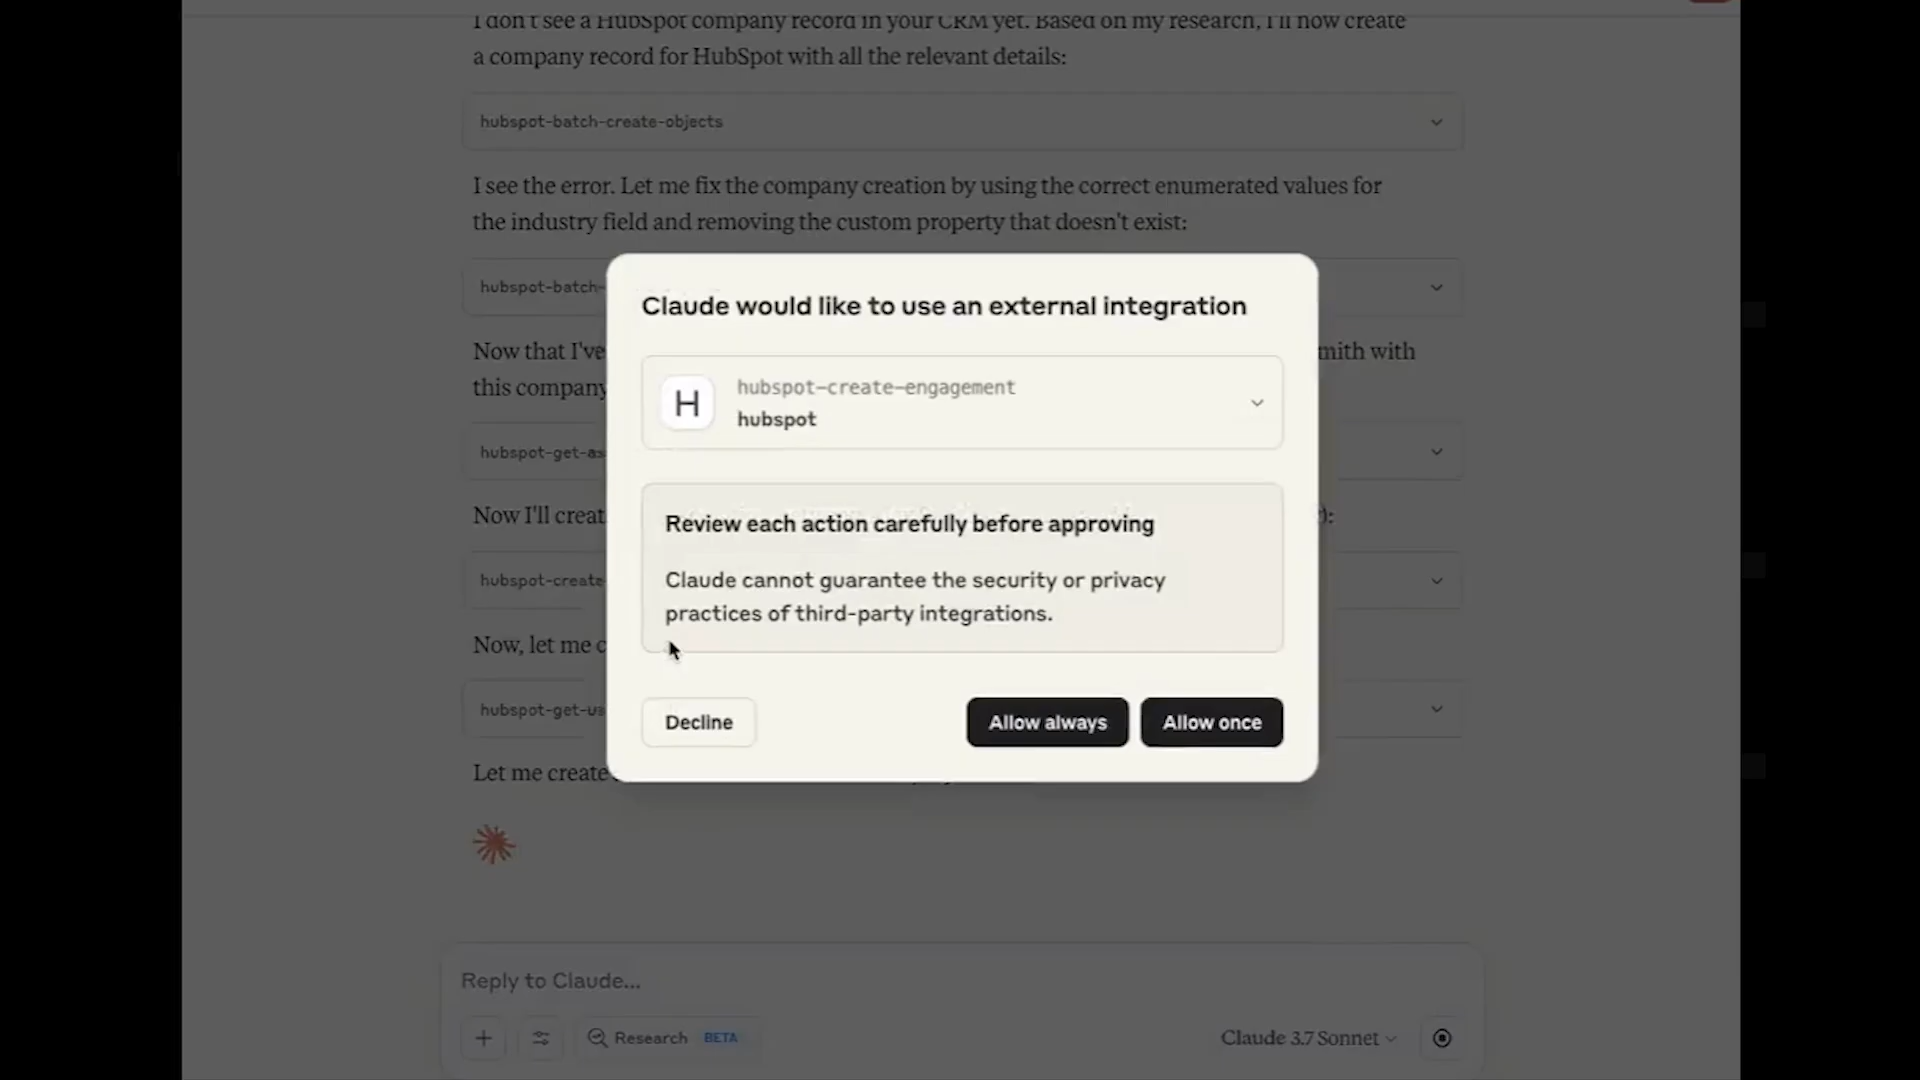 I don't see a HubSpot company record in your CRM yet. Based on my research, I'll now create
a company record for HubSpot with all the relevant details:
hubspot-batch-create-objects
I see the error. Let me fix the company creation by using the correct enumerated values for
the industry field and removing the custom property that doesn't exist:
hubspot-batch-
Claude would like to use an external integration
Now that I've
mith with
this company
hubspot-create-engagement
H
hubspot
hubspot-get-as
Now I'll creat
):
Review each action carefully before approving
hubspot-create
Claude cannot guarantee the security or privacy
practices of third-party integrations.
Now, let me c
hubspot-get-us
Decline
Allow always
Allow once
Let me create
Reply to Claude...
Research BETA
Claude 3.7 Sonnet